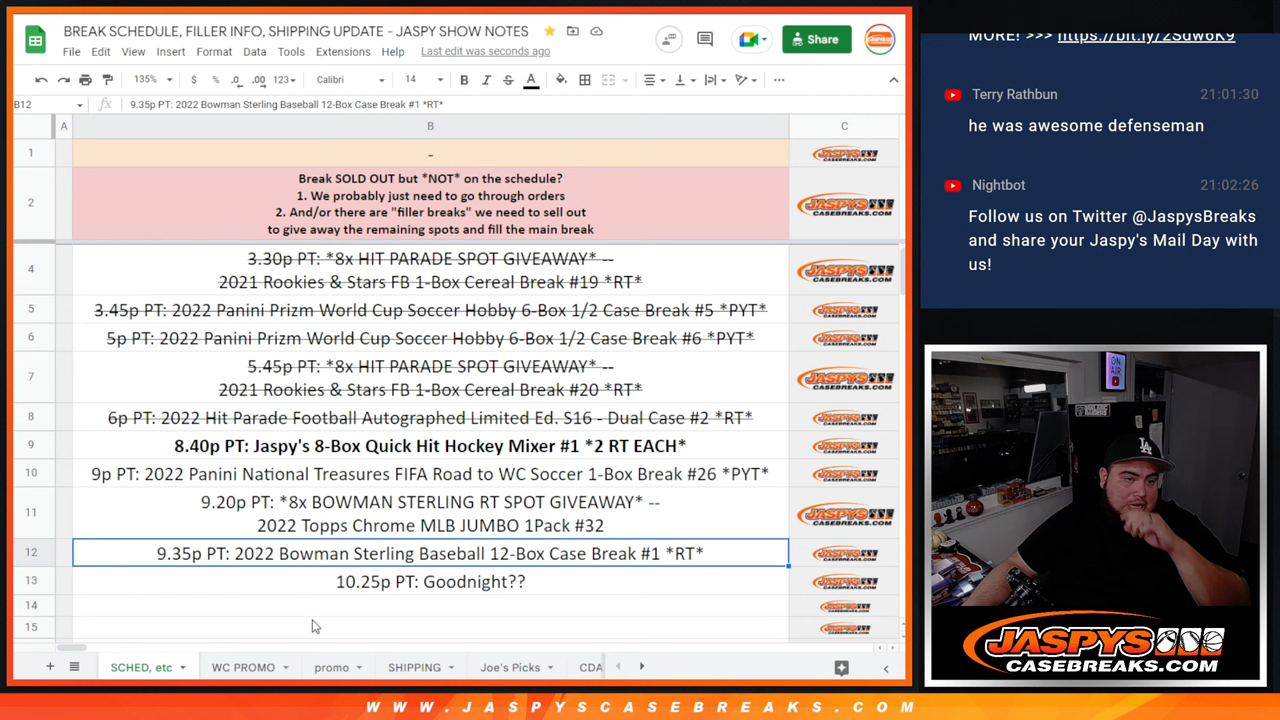 BREAK SCHEDULE, FILLER INFO, SHIPPING UPDATE - JASPY SHOW NOTES
File Edit View Insert Format Data Tools Extensions Help Last edit was seconds ago
Share
135% $ % .0 .00 123 Calibri 14 B I S A
B12 fx 9.35p PT: 2022 Bowman Sterling Baseball 12-Box Case Break #1 *RT*
A B C
1 -
2
Break SOLD OUT but *NOT* on the schedule?
1. We probably just need to go through orders
2. And/or there are "filler breaks" we need to sell out
to give away the remaining spots and fill the main break
JASPYS
CASEBREAKS.COM
4
3.30p PT: *8x HIT PARADE SPOT GIVEAWAY* --
2021 Rookies & Stars FB 1-Box Cereal Break #19 *RT*
5 3.45p PT: 2022 Panini Prizm World Cup Soccer Hobby 6-Box 1/2 Case Break #5 *PYT*
6 5p PT: 2022 Panini Prizm World Cup Soccer Hobby 6-Box 1/2 Case Break #6 *PYT*
7
5.45p PT: *8x HIT PARADE SPOT GIVEAWAY* --
2021 Rookies & Stars FB 1-Box Cereal Break #20 *RT*
8 6p PT: 2022 Hit Parade Football Autographed Limited Ed. S16 - Dual Case #2 *RT*
9 8.40p PT: Jaspy's 8-Box Quick Hit Hockey Mixer #1 *2 RT EACH*
10 9p PT: 2022 Panini National Treasures FIFA Road to WC Soccer 1-Box Break #26 *PYT*
11
9.20p PT: *8x BOWMAN STERLING RT SPOT GIVEAWAY* --
2022 Topps Chrome MLB JUMBO 1Pack #32
12 9.35p PT: 2022 Bowman Sterling Baseball 12-Box Case Break #1 *RT*
13 10.25p PT: Goodnight??
14
15
SCHED, etc WC PROMO promo SHIPPING Joe's Picks CDA
MORE! >>> https://bit.ly/2Sdw6K9
Terry Rathbun 21:01:30
he was awesome defenseman
Nightbot 21:02:26
Follow us on Twitter @JaspysBreaks
and share your Jaspy's Mail Day with
us!
ON
AIR
LA
JASPYS
CASEBREAKS.COM
WWW.JASPYSCASEBREAKS.COM